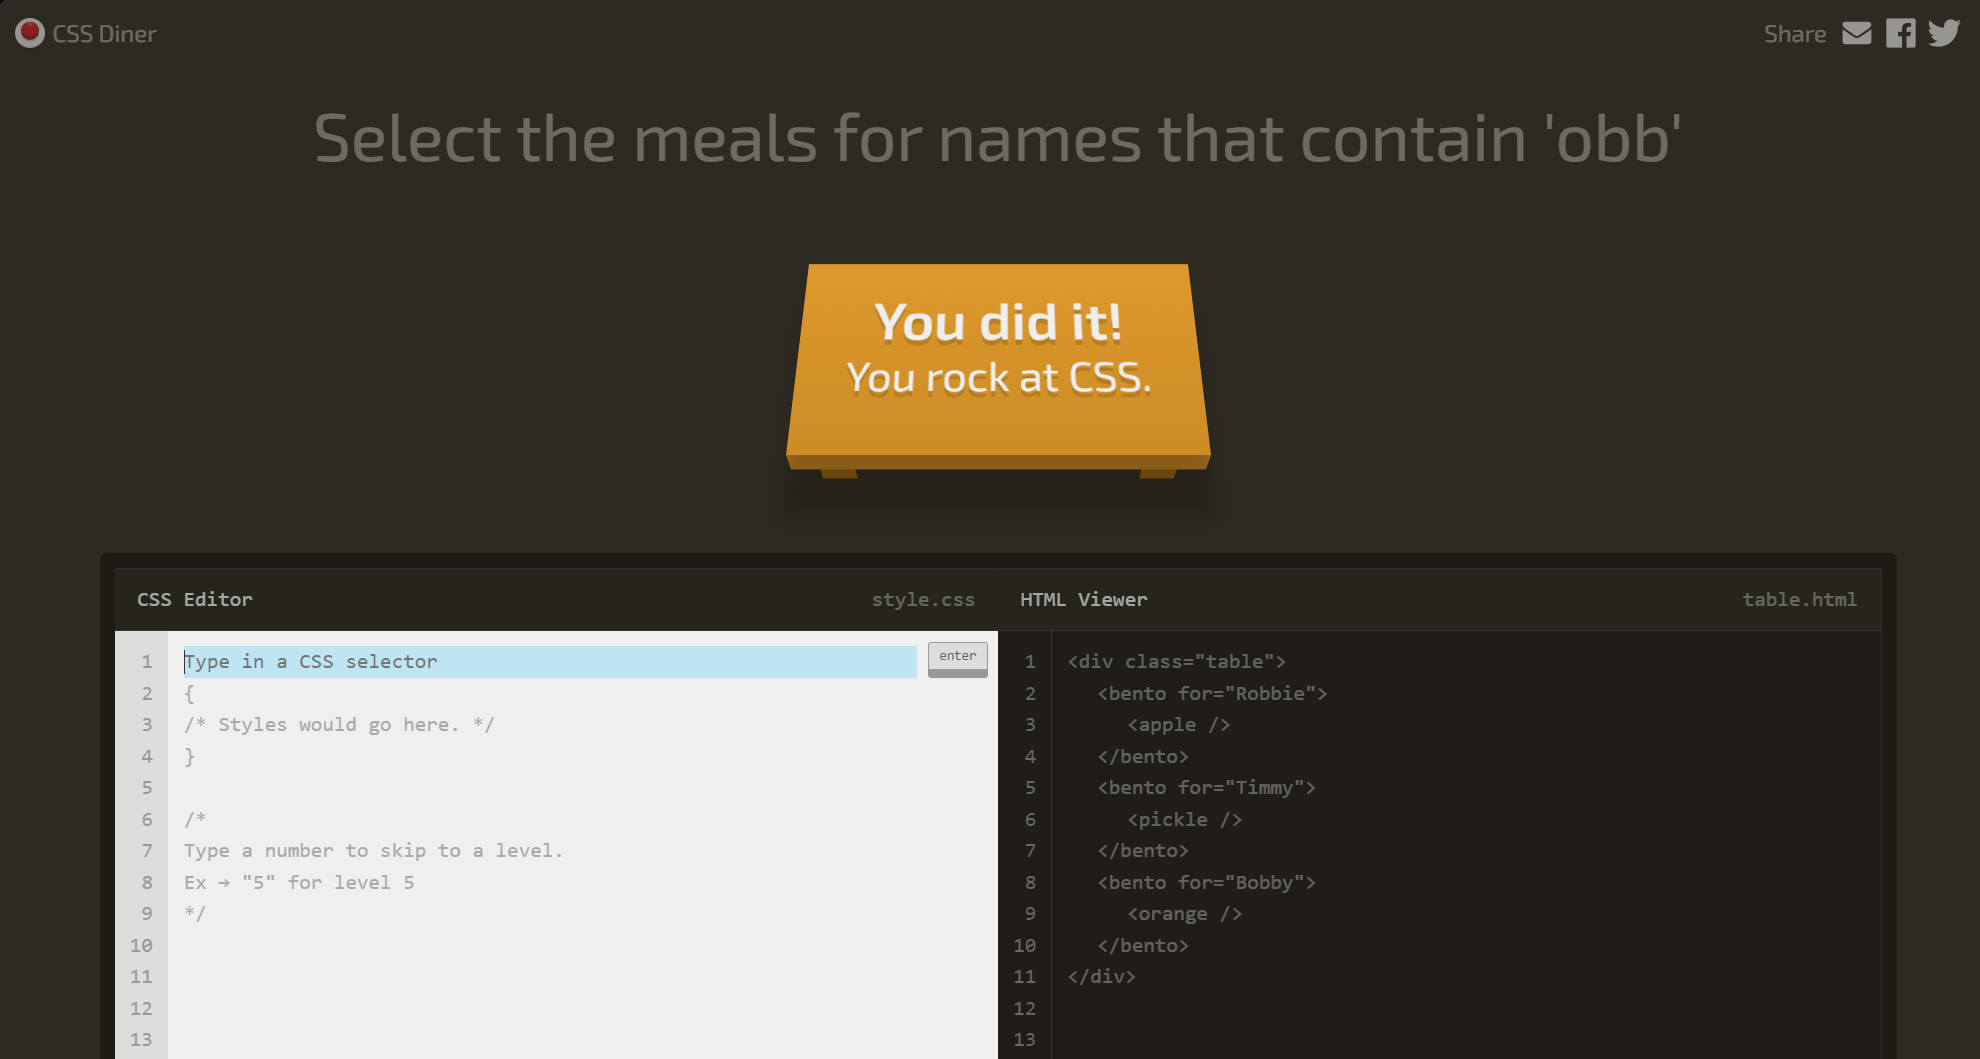 CSS Diner
Share
Select the meals for names that contain 'obb'
You did it!
You rock at CSS.
CSS Editor
style.css
1 Type in a CSS selector
enter
2 {
3 /* Styles would go here. */
4 }
5
6 /*
7 Type a number to skip to a level.
8 Ex → "5" for level 5
9 */
10
11
12
13
HTML Viewer
table.html
1 <div class="table">
2 <bento for="Robbie">
3 <apple />
4 </bento>
5 <bento for="Timmy">
6 <pickle />
7 </bento>
8 <bento for="Bobby">
9 <orange />
10 </bento>
11 </div>
12
13